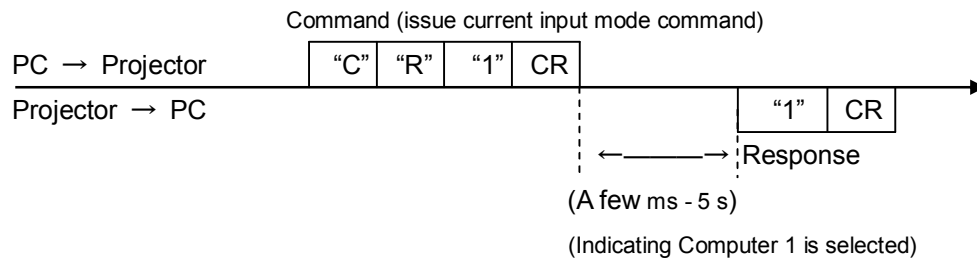 Command (issue current input mode command)
PC → Projector “C” “R” “1” CR
Projector → PC “1” CR
←———→ Response
(A few ms - 5 s)
(Indicating Computer 1 is selected)